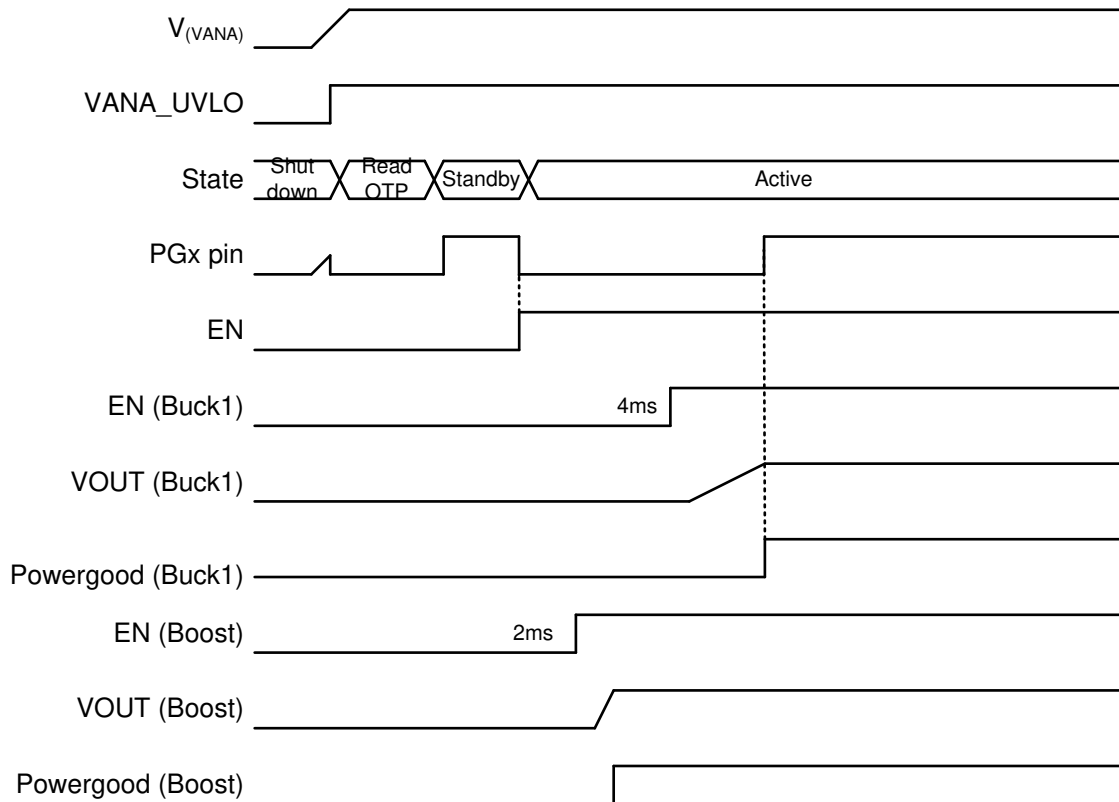 V(VANA)
VANA_UVLO
State
Shut
down
Read
OTP
Standby
Active
PGx pin
EN
EN (Buck1)
4ms
VOUT (Buck1)
Powergood (Buck1)
EN (Boost)
2ms
VOUT (Boost)
Powergood (Boost)